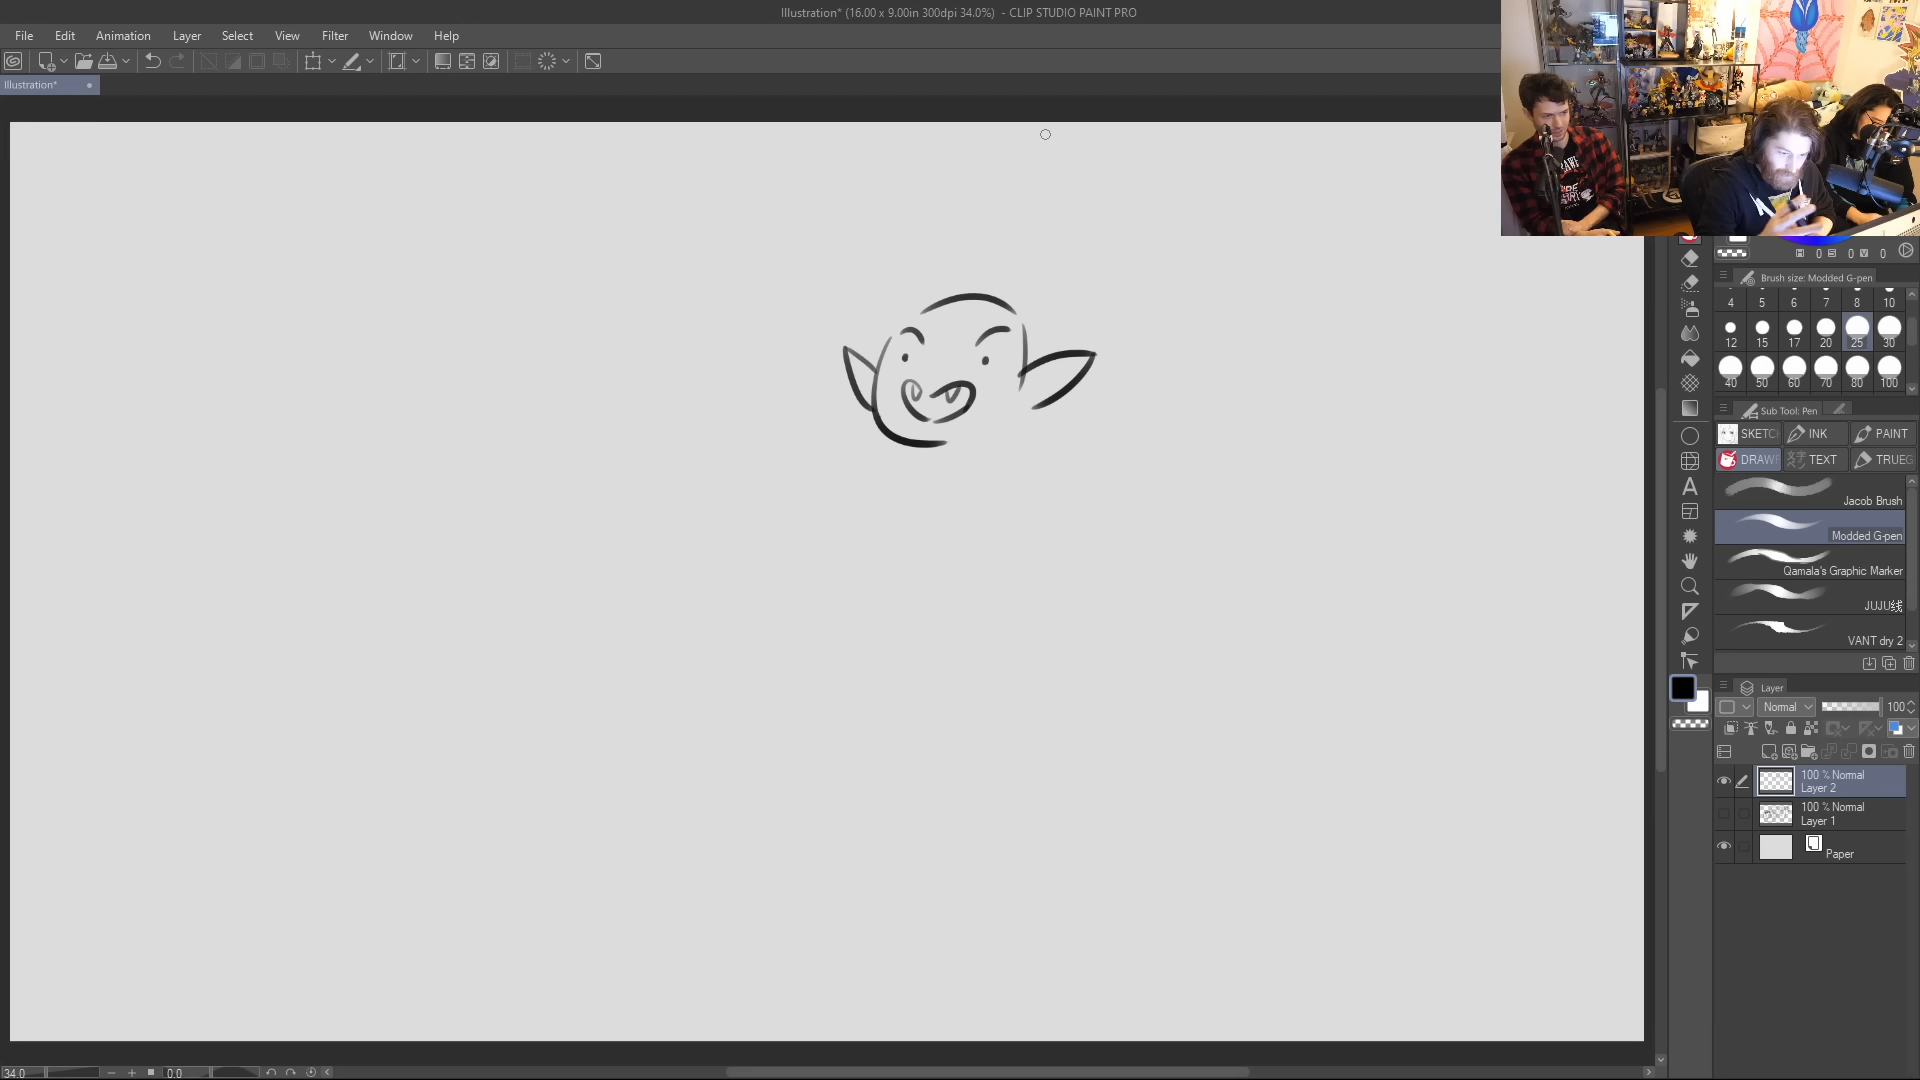 Illustration* (16.00 x 9.00in 300dpi 34.0%) - CLIP STUDIO PAINT PRO
File Edit Animation Layer Select View Filter Window Help
Illustration*
0 0 0
Brush size: Modded G-pen
4 5 6 7 8 10
12 15 17 20 25 30
40 50 60 70 80 100
Sub Tool: Pen
SKETC INK PAINT
DRAW TEXT TRUEG
Jacob Brush
Modded G-pen
Qamala's Graphic Marker
JUJU线
VANT dry 2
A
Layer
Normal 100
100 % Normal
Layer 2
100 % Normal
Layer 1
Paper
34.0 0.0